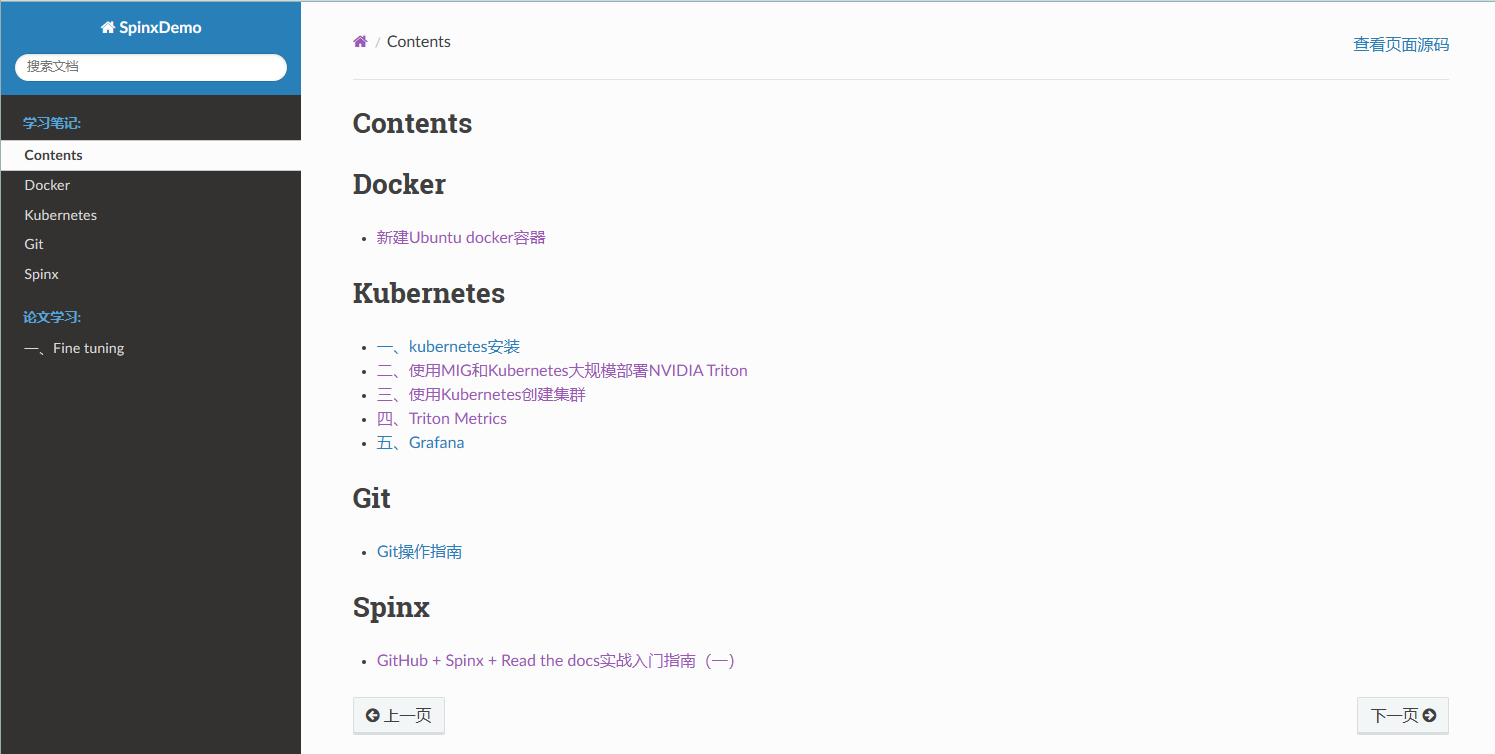 SpinxDemo
搜索文档
学习笔记:
Contents
Docker
Kubernetes
Git
Spinx
论文学习:
一、Fine tuning
/ Contents
查看页面源码
Contents
Docker
新建Ubuntu docker容器
Kubernetes
一、kubernetes安装
二、使用MIG和Kubernetes大规模部署NVIDIA Triton
三、使用Kubernetes创建集群
四、Triton Metrics
五、Grafana
Git
Git操作指南
Spinx
GitHub + Spinx + Read the docs实战入门指南（一）
上一页
下一页